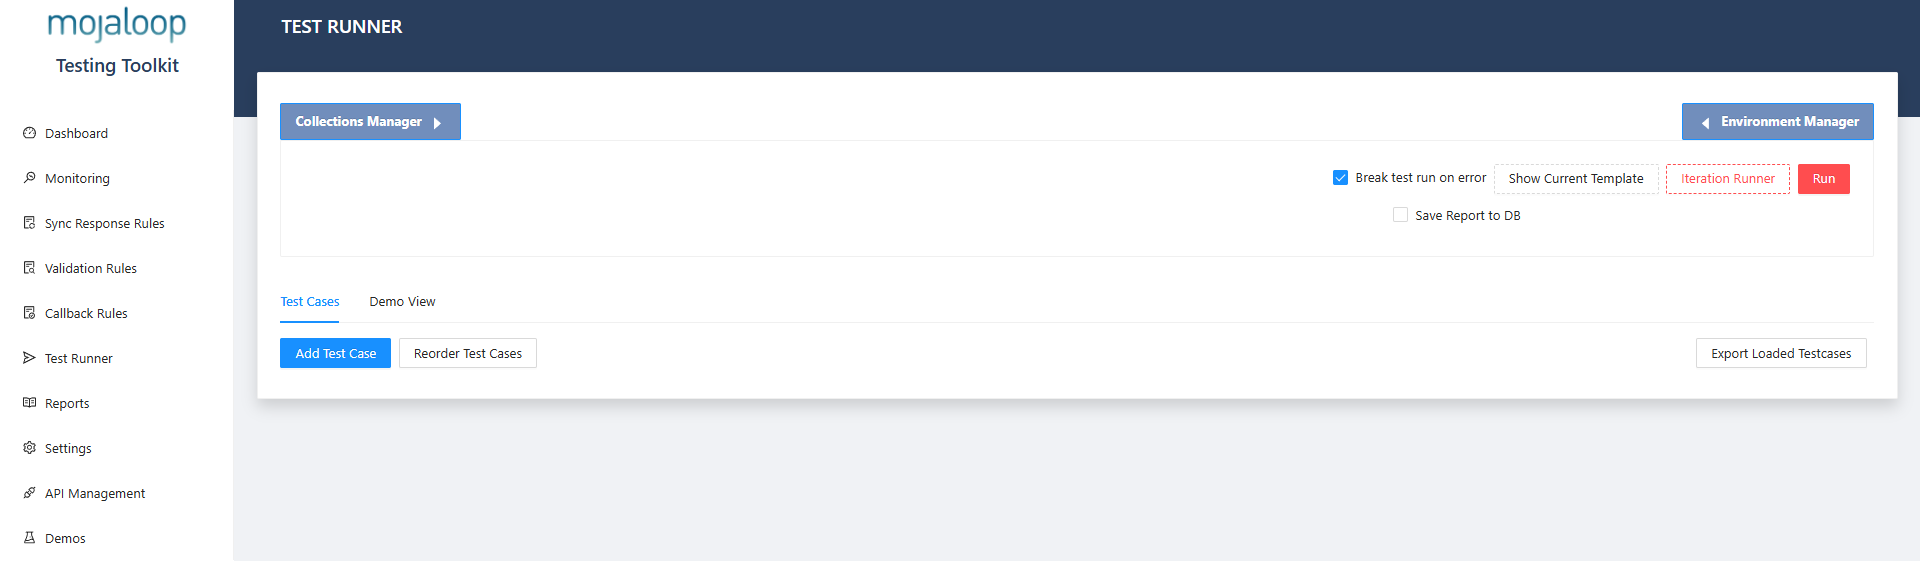 mojaloop
Testing Toolkit
Dashboard
Monitoring
Sync Response Rules
Validation Rules
Callback Rules
Test Runner
Reports
Settings
API Management
Demos
TEST RUNNER
Collections Manager
Environment Manager
Break test run on error
Show Current Template
Iteration Runner
Run
Save Report to DB
Test Cases
Demo View
Add Test Case
Reorder Test Cases
Export Loaded Testcases